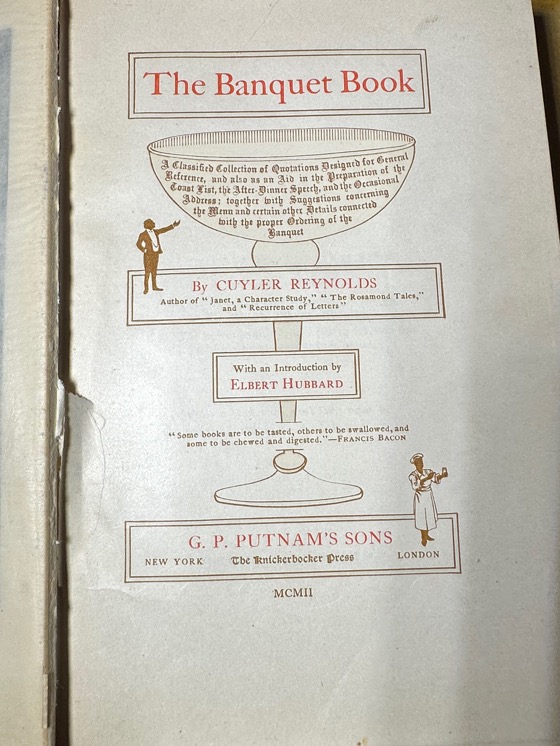 The Banquet Book
A Classified Collection of Quotations Designed for General
Reference, and also as an Aid in the Preparation of the
Toast List, the After-Dinner Speech, and the Occasional
Address; together with Suggestions concerning
the Menu and certain other Details connected
with the proper Ordering of the
Banquet
By CUYLER REYNOLDS
Author of "Janet, a Character Study," "The Rosamond Tales,"
and "Recurrence of Letters"
With an Introduction by
ELBERT HUBBARD
"Some books are to be tasted, others to be swallowed, and
some to be chewed and digested."—FRANCIS BACON
G. P. PUTNAM'S SONS
NEW YORK The Knickerbocker Press LONDON
MCMII